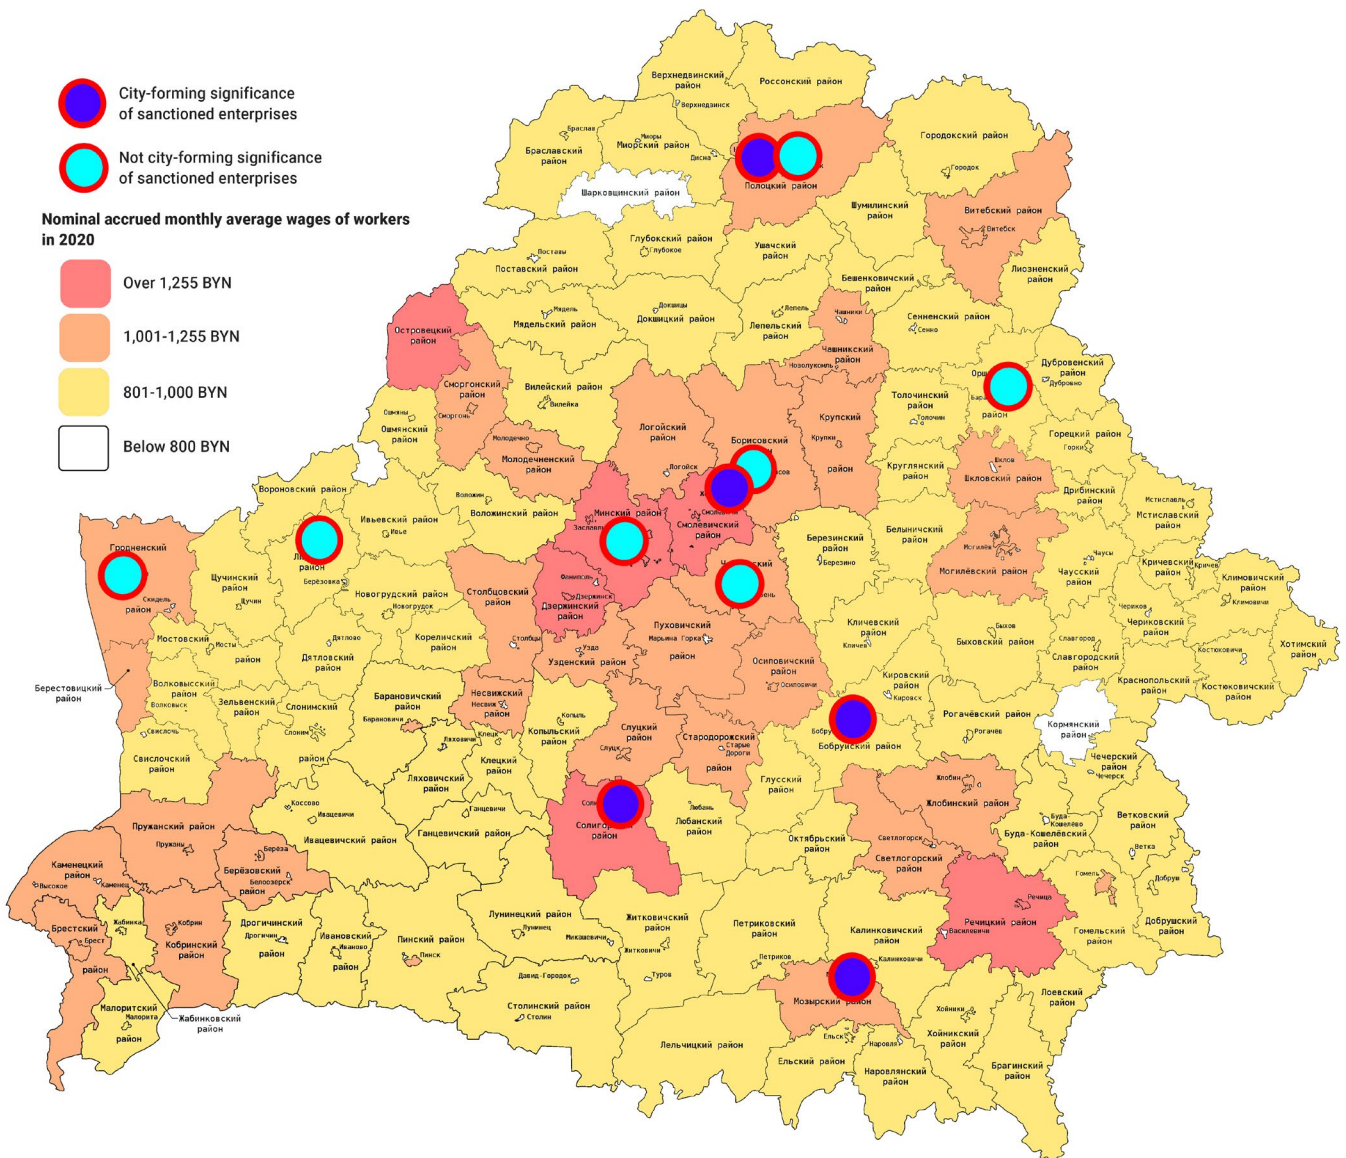 City-forming significance
of sanctioned enterprises
Not city-forming significance
of sanctioned enterprises
Nominal accrued monthly average wages of workers
in 2020
Over 1,255 BYN
1,001-1,255 BYN
801-1,000 BYN
Below 800 BYN
Верхнедвинский
район
Верхнедзинск
Россонский район
Браслав
Браславский
район
Миоры
Миорский район
Дисна
Шарковщинский район
Полоцкий район
Городокский район
Городок
Шумилинский
район
Витебский район
Витебск
Лиозненский
район
Поставы
Поставский район
Глубокский район
Глубокое
Ушачский
район
Бешенковичский
район
Мядель
Мядельский район
Докшицы
Докшицкий район
Лепель
Лепельский
район
Чашники
Чашникский
район
Новолукомль
Сенненский район
Сенно
Островецкий
район
Сморгонский
район
Сморгонь
Вилейский район
Вилейка
Ошмяны
Ошмянский
район
Молодечно
Молодечненский
район
Логойский
район
Логойск
Борисовский
Крупский
Крупки
район
Толочинский
район
Толочин
район
Дубровенский
район
Дубровно
Круглянский
район
Горецкий район
Горки
Шклов
Шкловский район
Дрибинский
район
Мстиславль
Мстиславский
район
Вороновский район
Ивьевский район
Ивье
Воложин
Воложинский район
Минский район
Смолевичский
район
Березинский
район
Березино
Белыничский
район
Могилёв
Могилёвский район
Чаусы
Чаусский
район
Кричевский
район
Кричев
Климовичский
район
Климовичи
Гродненский
Скидель
район
Щучинский
район
Щучин
район
Берёзовка
Новогрудский район
Новогрудок
Столбцовский
район
Столбцы
Фаниполь
Дзержинск
Дзержинский
район
Пуховичский
Марьина Горка
район
Узда
Узденский район
Осиповичский
Осиповичи
Кличевский
район
Кличев
Быхов
Быховский район
Чериков
Чериковский
район
Славгород
Славгородский
район
Костюковичи
Костюковичский
район
Хотимский
район
Краснопольский
район
Мостовский
Мосты
район
Дятлово
Дятловский
район
Кореличский
район
Берестовицкий
район
Волковысский
район
Волковыск
Зельвенский
район
Слонимский
Слоним
район
Барановичский
район
Барановичи
Несвижский
Несвиж
район
Копыль
Копыльский
район
Слуцкий
район
Слуцк
Стародорожский
Старые
Дороги
район
Кировский
район
Кировск
Бобруйский район
Рогачёвский район
Рогачёв
Кормянский
район
Чечерский
район
Чечерск
Свислочь
Свислочский
район
Ляховичи
Ляховичский
район
Клецк
Клецкий
район
Глусский
район
Любань
Любанский
район
Солигорский
район
Жлобин
Жлобинский
район
Буда-
Кошелёво
Буда-Кошелёвский
район
Ветковский
район
Ветка
Пружанский район
Пружаны
Коссово
Ивацевичи
Ивацевичский
район
Ганцевичи
Ганцевичский район
Октябрьский
район
Светлогорск
Светлогорский
район
Речица
Речицкий район
Василевичи
Гомель
Гомельский
район
Добруш
Добрушский
район
Каменецкий
район
Высокое
Каменец
Берёза
Берёзовский
Белоозерск
район
Брестский
Брест
район
Жабинка
Кобрин
Кобринский
район
Дрогичинский
Дрогичин
район
Ивановский
Иваново
район
Пинский район
Пинск
Лунинецкий район
Лунинец
Микашевичи
Житковичский
район
Житковичи
Туров
Петриковский
район
Петриков
Калинковичский
район
Калинковичи
Мозырский район
Малоритский
Малорита
район
Жабинковский
район
Давид-Городок
Столинский район
Столин
Лельчицкий район
Ельск
Ельский район
Наровля
Наровлянский
район
Хойники
Хойникский
район
Лоевский
район
Брагинский
район